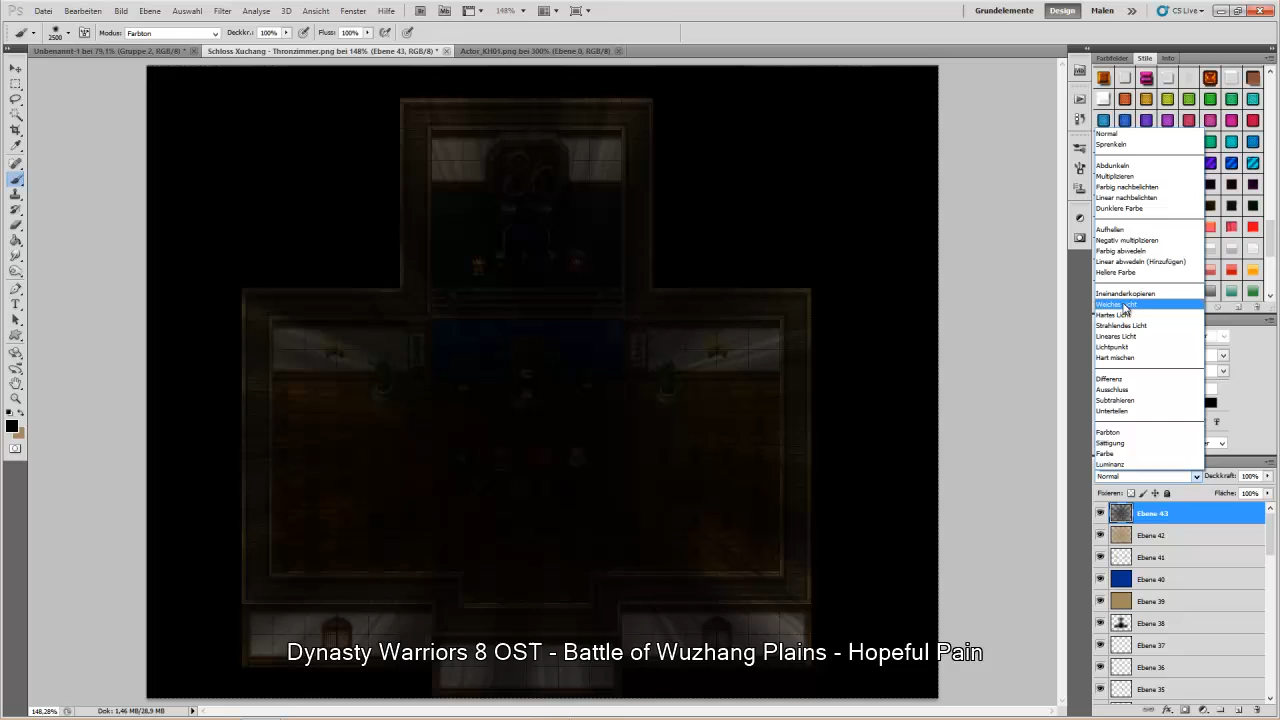 Ps Datei Bearbeiten Bild Ebene Auswahl Filter Analyse 3D Ansicht Fenster Hilfe Br Mb 148% Grundelemente Design Malen CS Live
2500 Modus: Farbton Deckkr.: 100% Fluss: 100%
Unbenannt-1 bei 79,1% (Gruppe 2, RGB/8) * Schloss Xuchang - Thronzimmer.png bei 148% (Ebene 43, RGB/8) * Actor_KH01.png bei 300% (Ebene 0, RGB/8)
Farbfelder Stile Info
Normal
Sprenkeln
Abdunkeln
Multiplizieren
Farbig nachbelichten
Linear nachbelichten
Dunklere Farbe
Aufhellen
Negativ multiplizieren
Farbig abwedeln
Linear abwedeln (Hinzufügen)
Hellere Farbe
Ineinanderkopieren
Weiches Licht
Hartes Licht
Strahlendes Licht
Lineares Licht
Lichtpunkt
Hart mischen
Differenz
Ausschluss
Subtrahieren
Unterteilen
Farbton
Sättigung
Farbe
Luminanz
Normal Deckkraft: 100%
Fixieren: Fläche: 100%
Ebene 43
Ebene 42
Ebene 41
Ebene 40
Ebene 39
Ebene 38
Ebene 37
Ebene 36
Ebene 35
Dynasty Warriors 8 OST - Battle of Wuzhang Plains - Hopeful Pain
148,28% Dok: 1,46 MB/28,9 MB